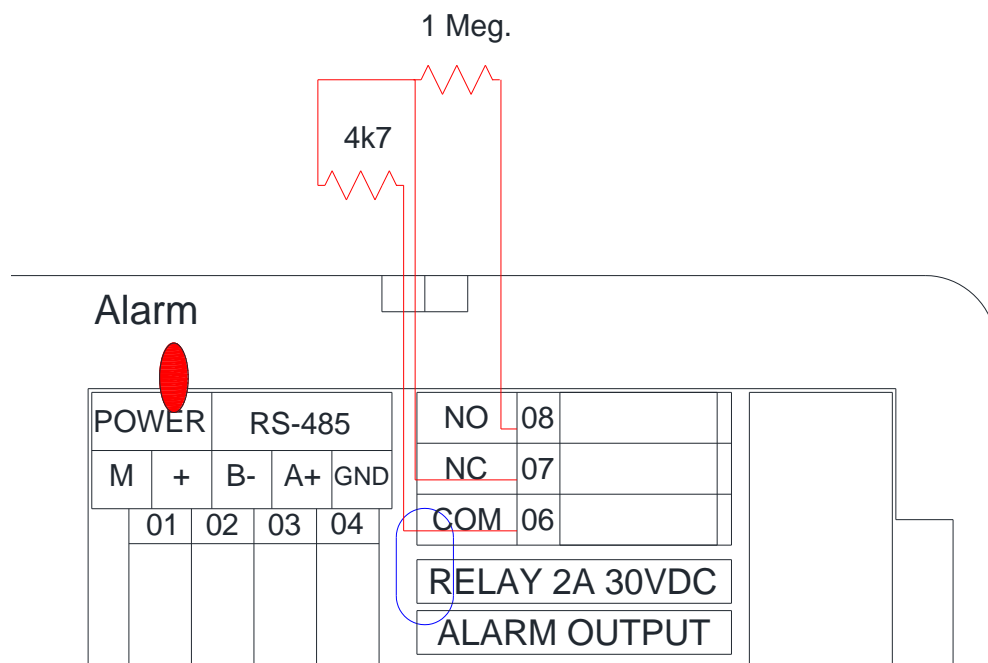 1 Meg.
4k7
Alarm
POWER RS-485
M + B- A+ GND
01 02 03 04
NO 08
NC 07
COM 06
RELAY 2A 30VDC
ALARM OUTPUT